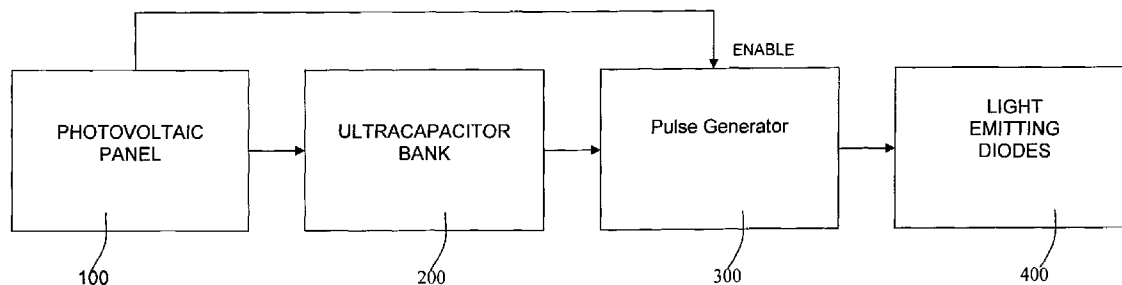 ENABLE
PHOTOVOLTAIC
PANEL
ULTRACAPACITOR
BANK
Pulse Generator
LIGHT
EMITTING
DIODES
100
200
300
400